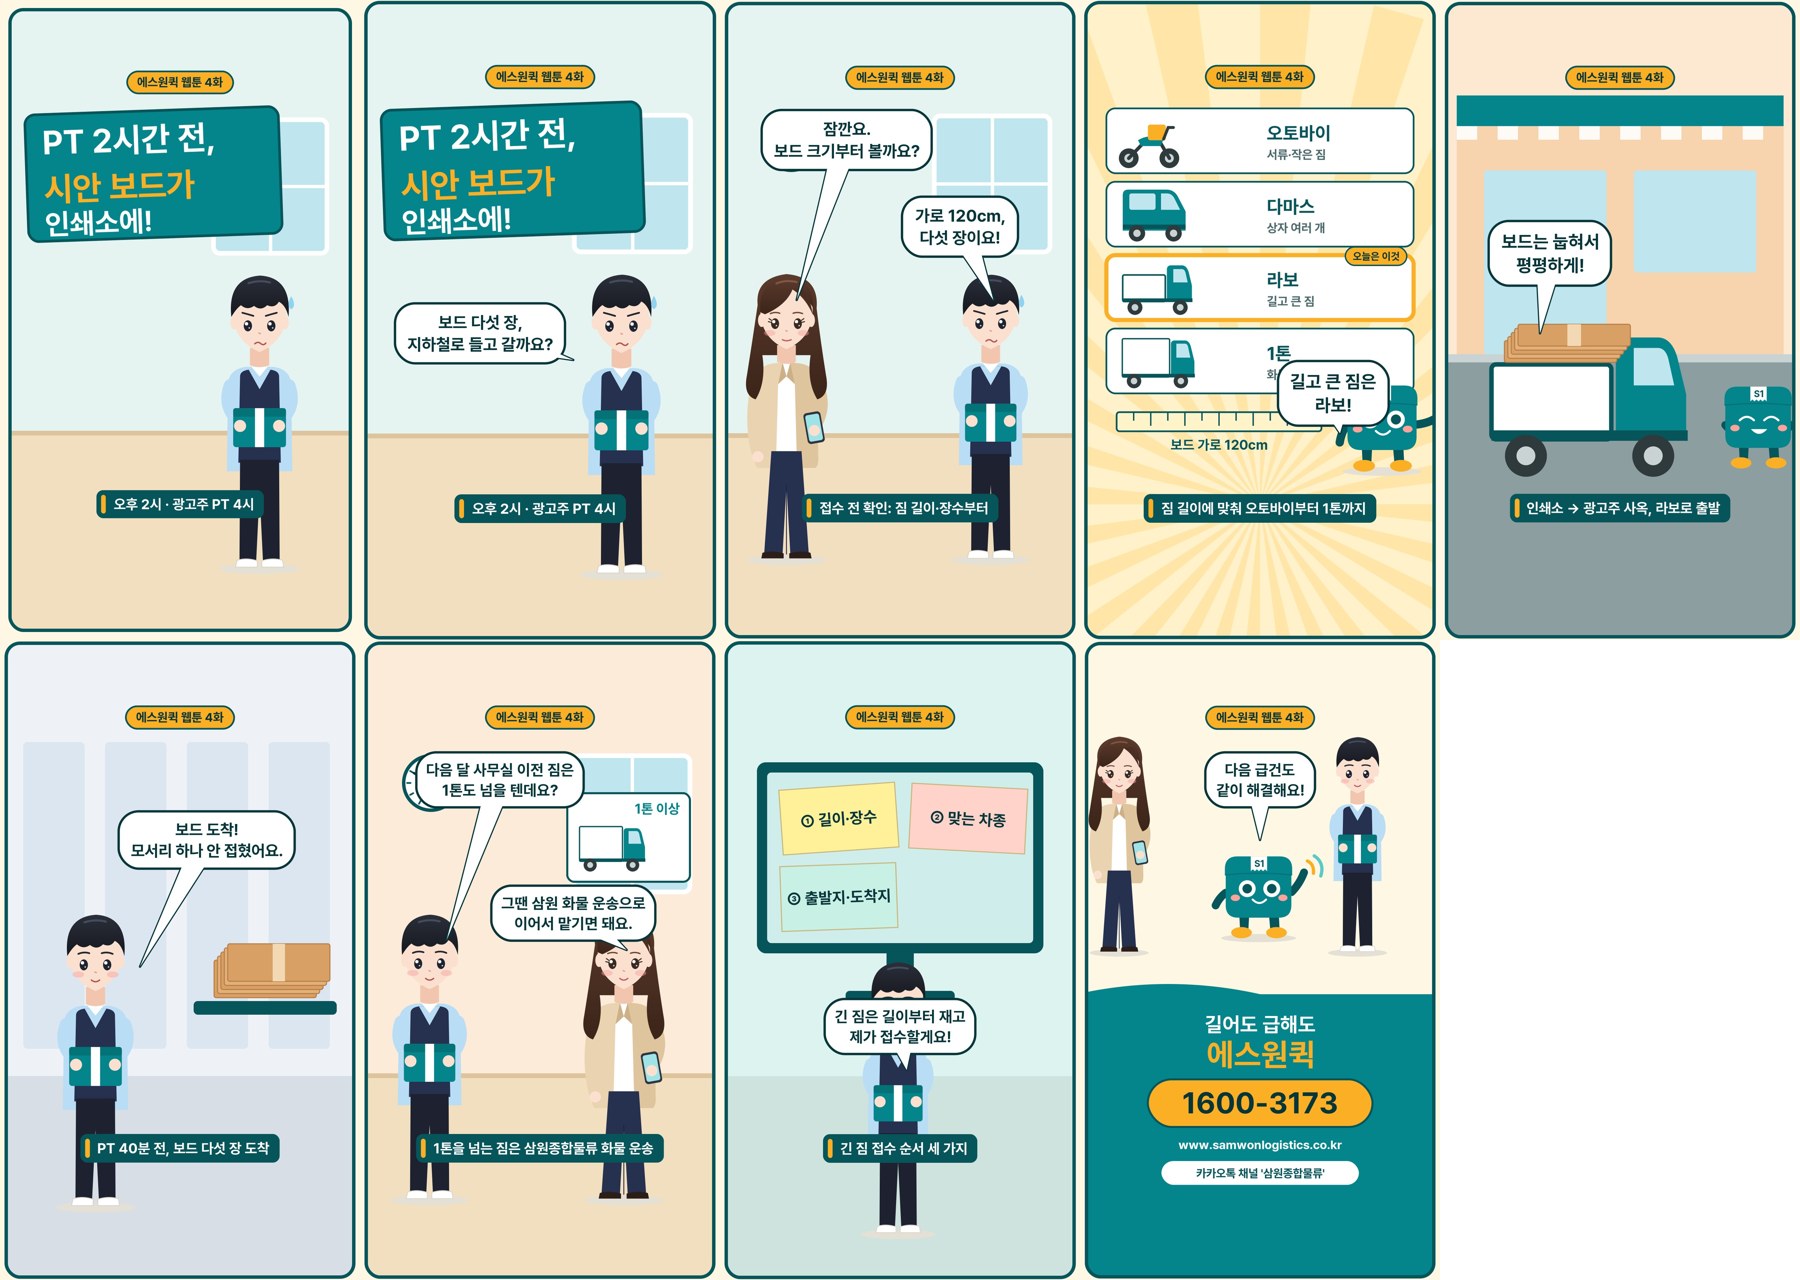 에스원퀵 웹툰 4화
PT 2시간 전,
시안 보드가
인쇄소에!
오후 2시 · 광고주 PT 4시
에스원퀵 웹툰 4화
PT 2시간 전,
시안 보드가
인쇄소에!
보드 다섯 장,
지하철로 들고 갈까요?
오후 2시 · 광고주 PT 4시
에스원퀵 웹툰 4화
잠깐요.
보드 크기부터 볼까요?
가로 120cm,
다섯 장이요!
접수 전 확인: 짐 길이·장수부터
에스원퀵 웹툰 4화
오토바이
서류·작은 짐
다마스
상자 여러 개
오늘은 이것
라보
길고 큰 짐
1톤
길고 큰 짐은
라보!
보드 가로 120cm
짐 길이에 맞춰 오토바이부터 1톤까지
에스원퀵 웹툰 4화
보드는 눕혀서
평평하게!
S1
인쇄소 → 광고주 사옥, 라보로 출발
에스원퀵 웹툰 4화
보드 도착!
모서리 하나 안 접혔어요.
PT 40분 전, 보드 다섯 장 도착
에스원퀵 웹툰 4화
다음 달 사무실 이전 짐은
1톤도 넘을 텐데요?
1톤 이상
그땐 삼원 화물 운송으로
이어서 맡기면 돼요.
1톤을 넘는 짐은 삼원종합물류 화물 운송
에스원퀵 웹툰 4화
① 길이·장수
② 맞는 차종
③ 출발지·도착지
긴 짐은 길이부터 재고
제가 접수할게요!
긴 짐 접수 순서 세 가지
에스원퀵 웹툰 4화
다음 급건도
같이 해결해요!
S1
길어도 급해도
에스원퀵
1600-3173
www.samwonlogistics.co.kr
카카오톡 채널 '삼원종합물류'